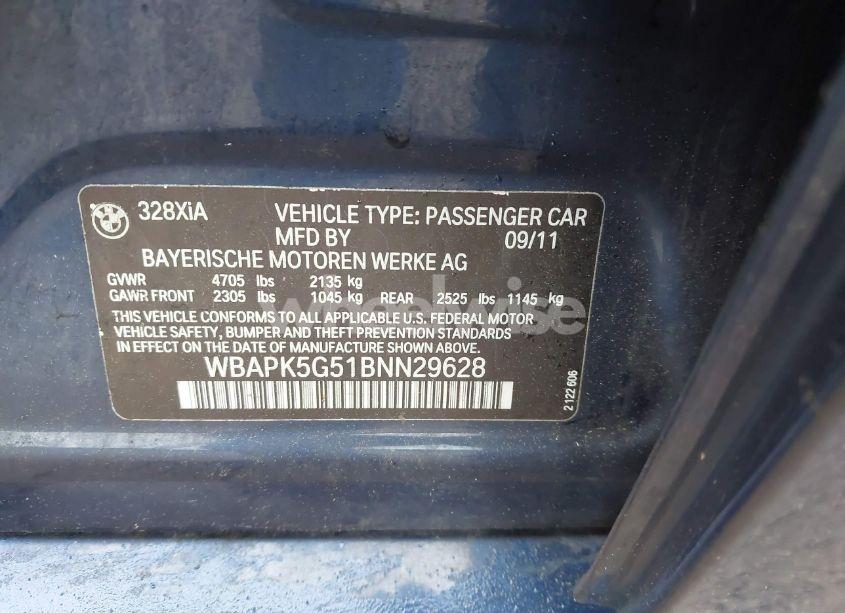 328XiA VEHICLE TYPE: PASSENGER CAR
MFD BY 09/11
BAYERISCHE MOTOREN WERKE AG
GVWR 4705 lbs 2135 kg
GAWR FRONT 2305 lbs 1045 kg REAR 2525 lbs 1145 kg
THIS VEHICLE CONFORMS TO ALL APPLICABLE U.S. FEDERAL MOTOR
VEHICLE SAFETY, BUMPER AND THEFT PREVENTION STANDARDS
IN EFFECT ON THE DATE OF MANUFACTURE SHOWN ABOVE.
WBAPK5G51BNN29628
2 122 606